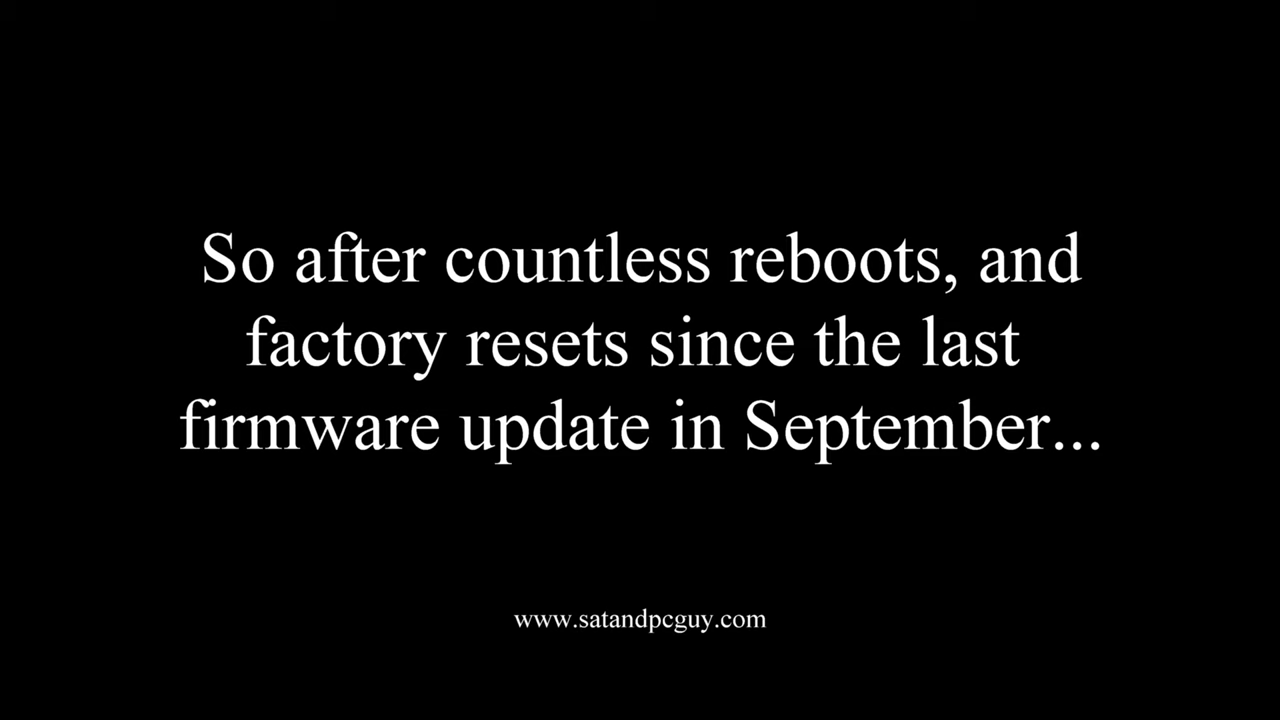 So after countless reboots, and
factory resets since the last
firmware update in September...
www.satandpcguy.com